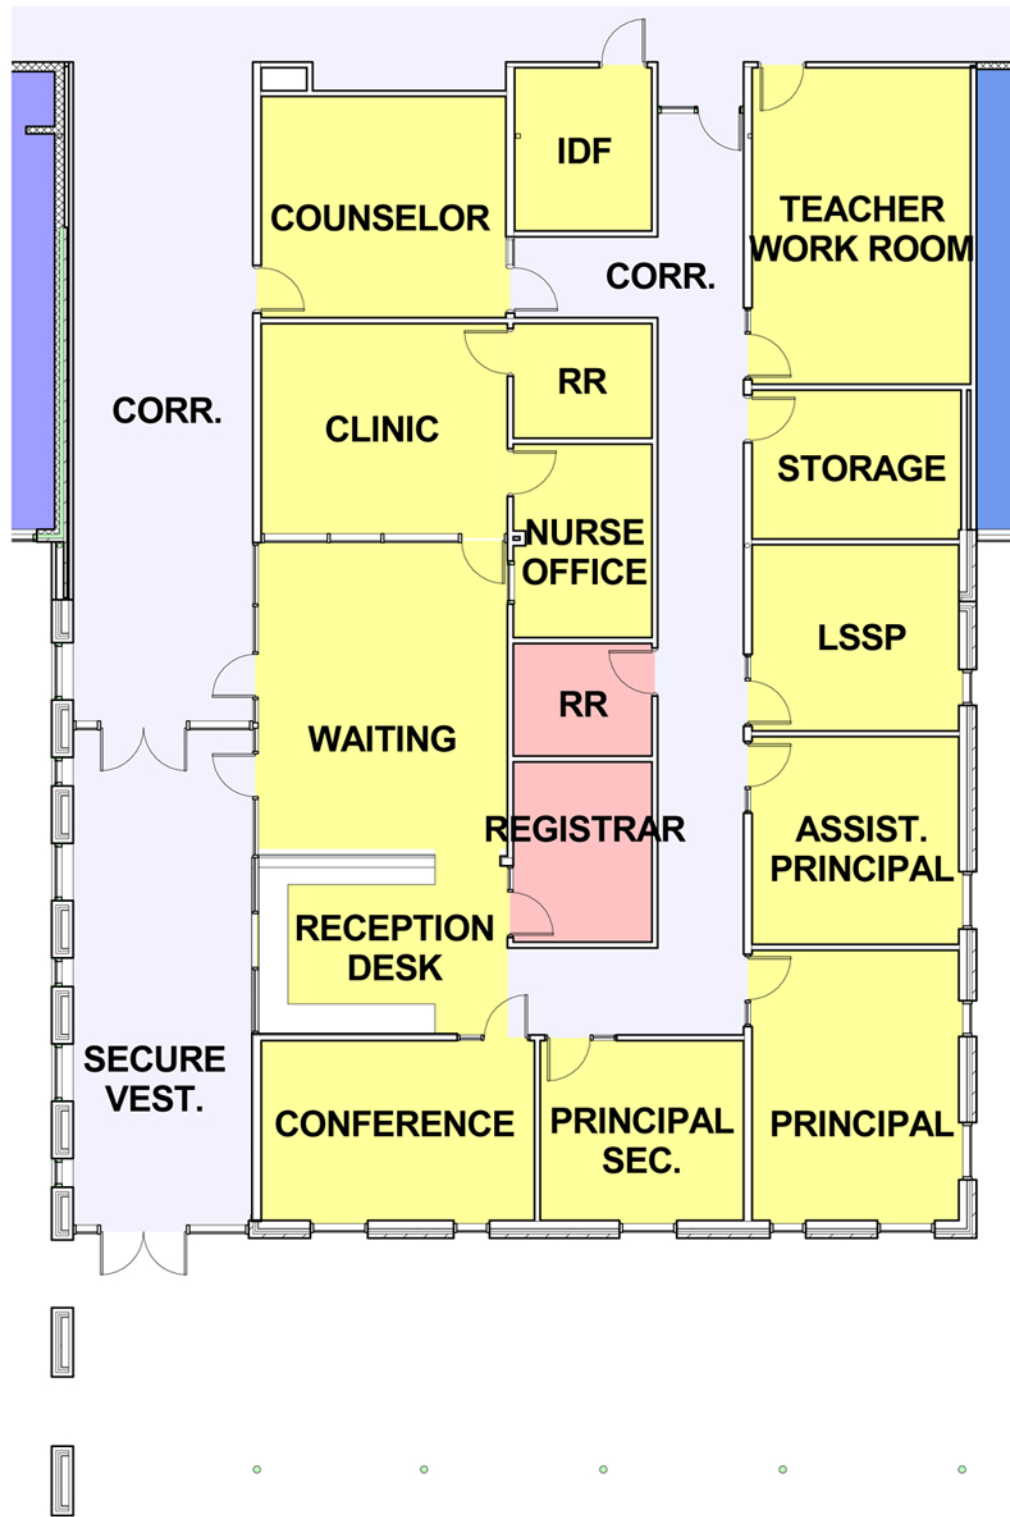 IDF
COUNSELOR
TEACHER
WORK ROOM
CORR.
RR
CORR.
CLINIC
STORAGE
NURSE
OFFICE
LSSP
RR
WAITING
REGISTRAR
ASSIST.
PRINCIPAL
RECEPTION
DESK
SECURE
VEST.
CONFERENCE
PRINCIPAL
SEC.
PRINCIPAL